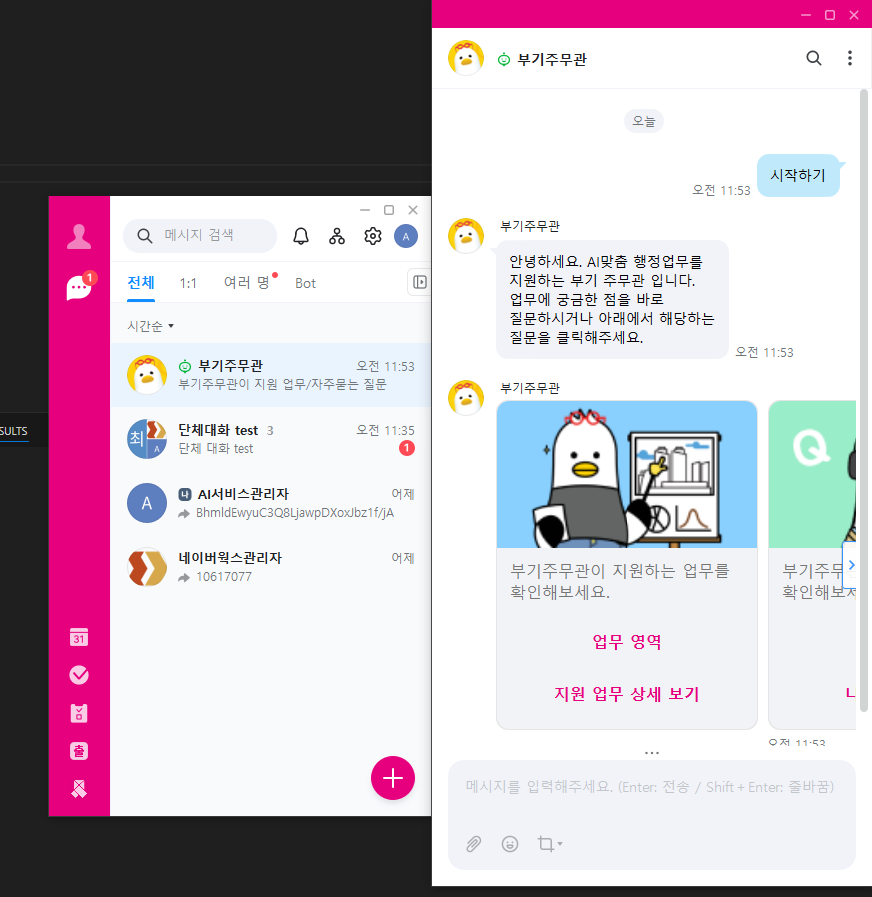 SULTS
메시지 검색
A
1
전체
1:1
여러 명
Bot
시간순
부기주무관
오전 11:53
부기주무관이 지원 업무/자주묻는 질문
최
A
단체대화 test 3
오전 11:35
단체 대화 test
1
A
나 AI서비스관리자
어제
BhmldEwyuC3Q8LjawpDXoxJbz1f/jA
네이버웍스관리자
어제
10617077
31
출
부기주무관
오늘
시작하기
오전 11:53
부기주무관
안녕하세요. AI맞춤 행정업무를
지원하는 부기 주무관 입니다.
업무에 궁금한 점을 바로
질문하시거나 아래에서 해당하는
질문을 클릭해주세요.
오전 11:53
부기주무관
부기주무관이 지원하는 업무를
확인해보세요.
업무 영역
지원 업무 상세 보기
Q
부기주무
확인해보
오전 11:53
메시지를 입력해주세요. (Enter: 전송 / Shift + Enter: 줄바꿈)